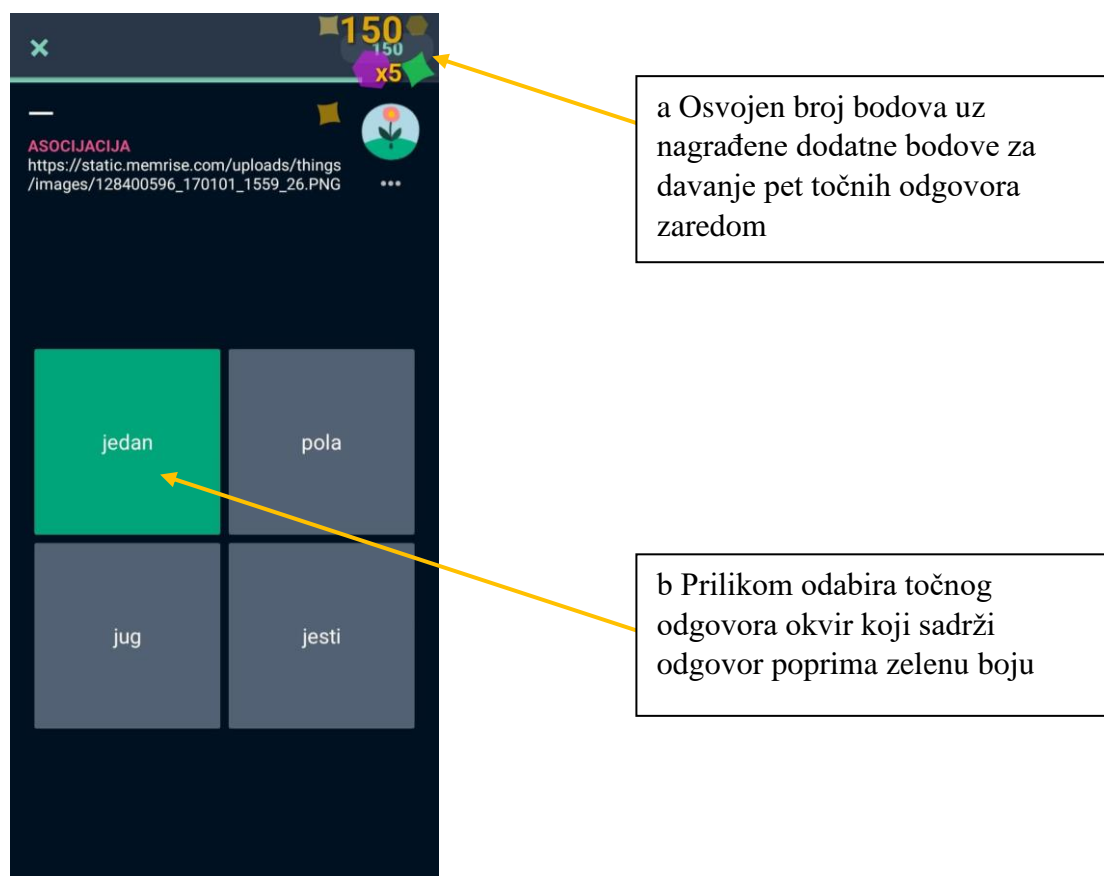 150
150
x5
一
ASOCIJACIJA
https://static.memrise.com/uploads/things
/images/128400596_170101_1559_26.PNG
jedan
pola
jug
jesti
a Osvojen broj bodova uz
nagrađene dodatne bodove za
davanje pet točnih odgovora
zaredom
b Prilikom odabira točnog
odgovora okvir koji sadrži
odgovor poprima zelenu boju